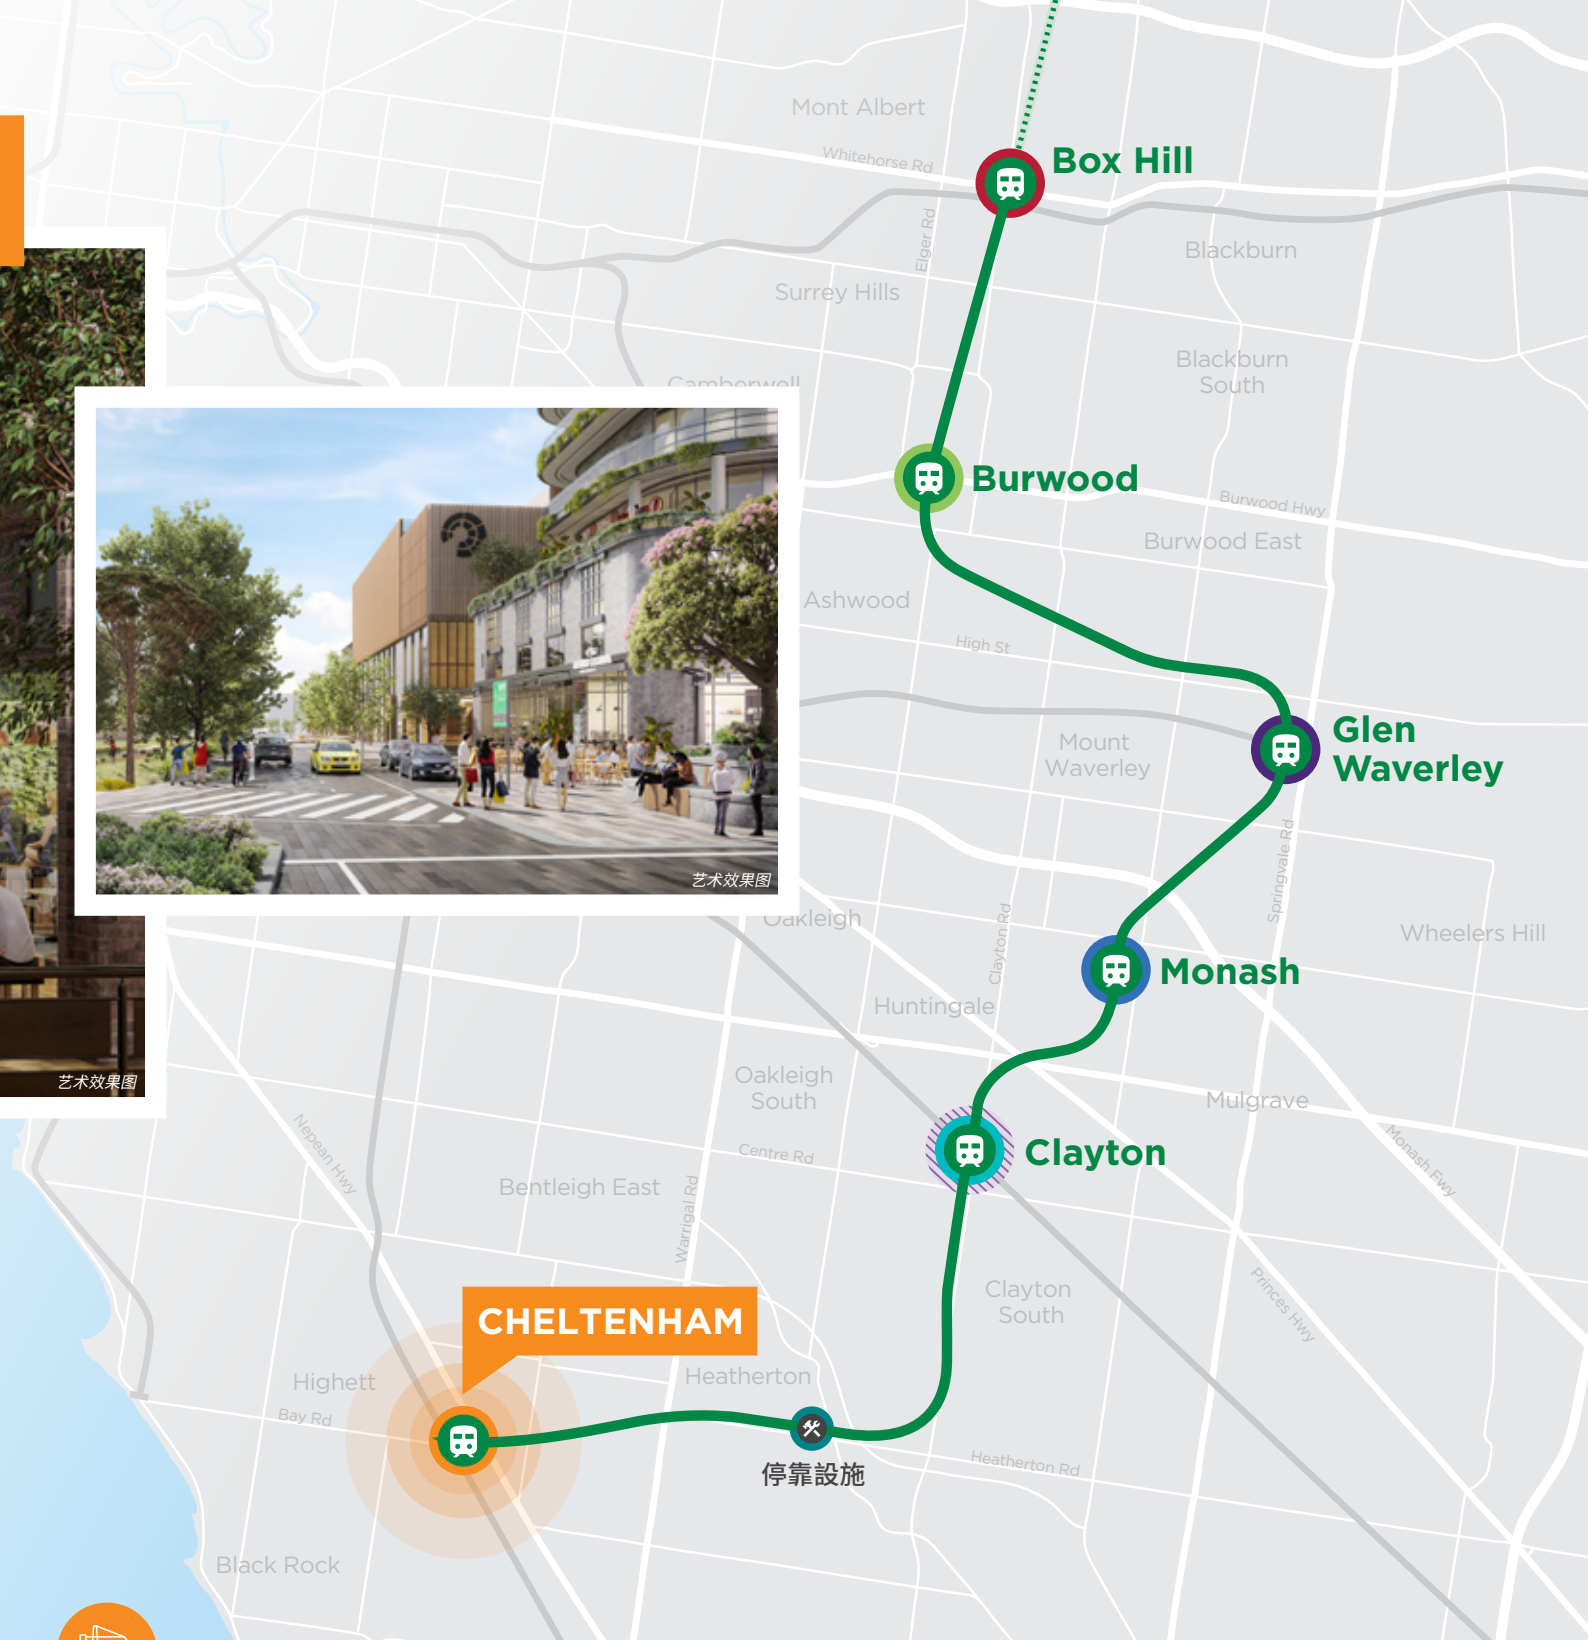 Mont Albert
Whitehorse Rd
Box Hill
Elger Rd
Blackburn
Surrey Hills
Blackburn
South
Camberwell
Burwood
Burwood Hwy
Burwood East
Ashwood
High St
Glen
Waverley
Mount
Waverley
Springvale Rd
艺术效果图
Oakleigh
Clayton Rd
Wheelers Hill
Monash
Huntingale
艺术效果图
Oakleigh
South
Mulgrave
Nepean Hwy
Centre Rd
Clayton
Monash Fwy
Bentleigh East
Warrigal Rd
Clayton
South
Princes Hwy
CHELTENHAM
Highett
Heatherton
Bay Rd
停靠設施
Heatherton Rd
Black Rock